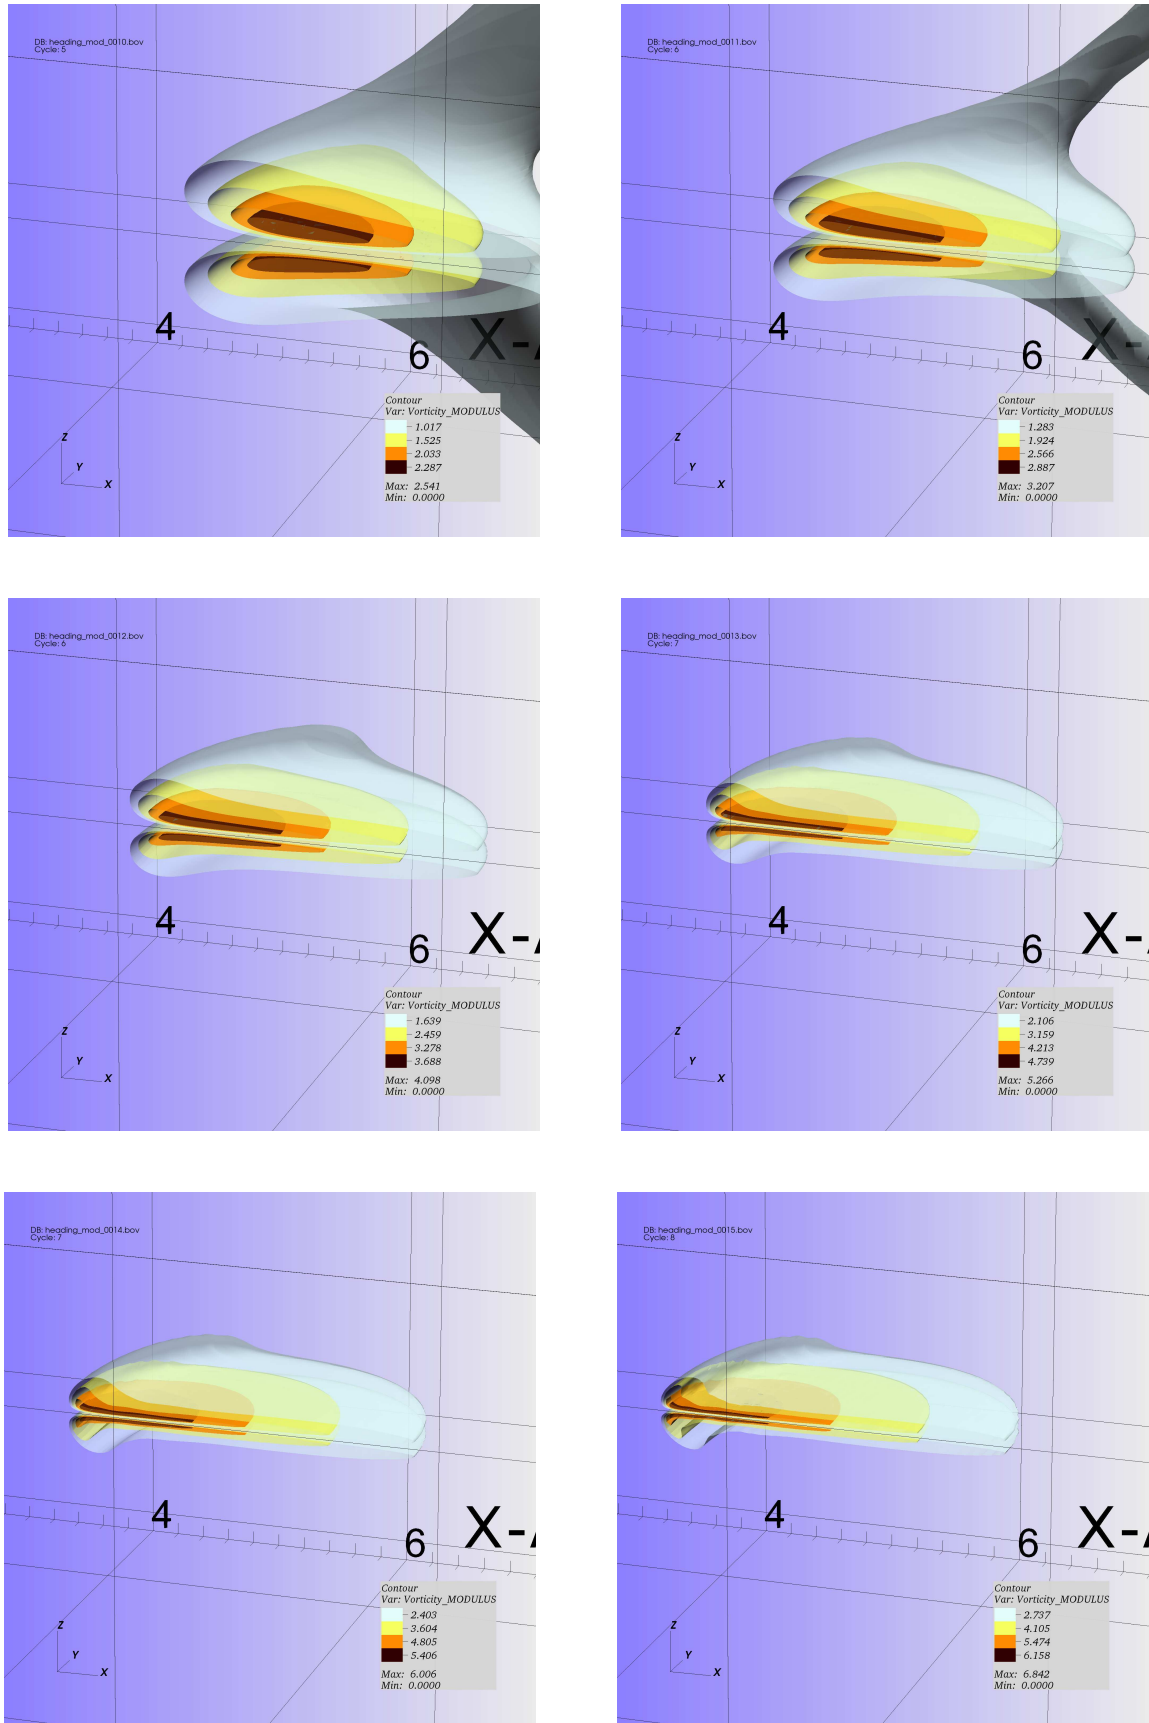 DB: heading_mod_0010.bov
Cycle: 5
4
6
X-A
Z
Y
X
Contour
Var: Vorticity_MODULUS
1.017
1.525
2.033
2.287
Max: 2.541
Min: 0.0000
DB: heading_mod_0011.bov
Cycle: 6
4
6
X-
Z
Y
X
Contour
Var: Vorticity_MODULUS
1.283
1.924
2.566
2.887
Max: 3.207
Min: 0.0000
DB: heading_mod_0012.bov
Cycle: 6
4
6
X-A
Z
Y
X
Contour
Var: Vorticity_MODULUS
1.639
2.459
3.278
3.688
Max: 4.098
Min: 0.0000
DB: heading_mod_0013.bov
Cycle: 7
4
6
X-
Z
Y
X
Contour
Var: Vorticity_MODULUS
2.106
3.159
4.213
4.739
Max: 5.266
Min: 0.0000
DB: heading_mod_0014.bov
Cycle: 7
4
6
X-A
Z
Y
X
Contour
Var: Vorticity_MODULUS
2.403
3.604
4.805
5.406
Max: 6.006
Min: 0.0000
DB: heading_mod_0015.bov
Cycle: 8
4
6
X-A
Z
Y
X
Contour
Var: Vorticity_MODULUS
2.737
4.105
5.474
6.158
Max: 6.842
Min: 0.0000